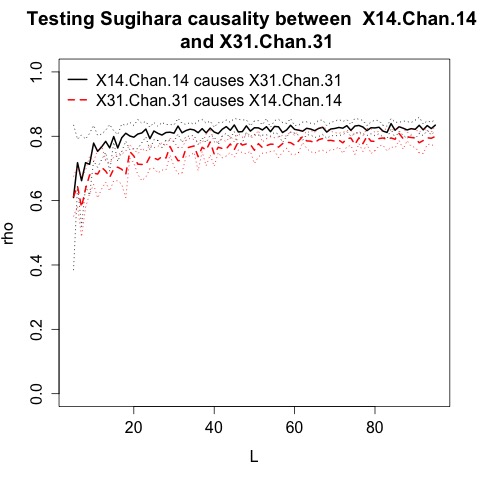 Testing Sugihara causality between  X14.Chan.14
and X31.Chan.31
X14.Chan.14 causes X31.Chan.31
X31.Chan.31 causes X14.Chan.14
rho
1.0
0.8
0.6
0.4
0.2
0.0
20 40 60 80
L